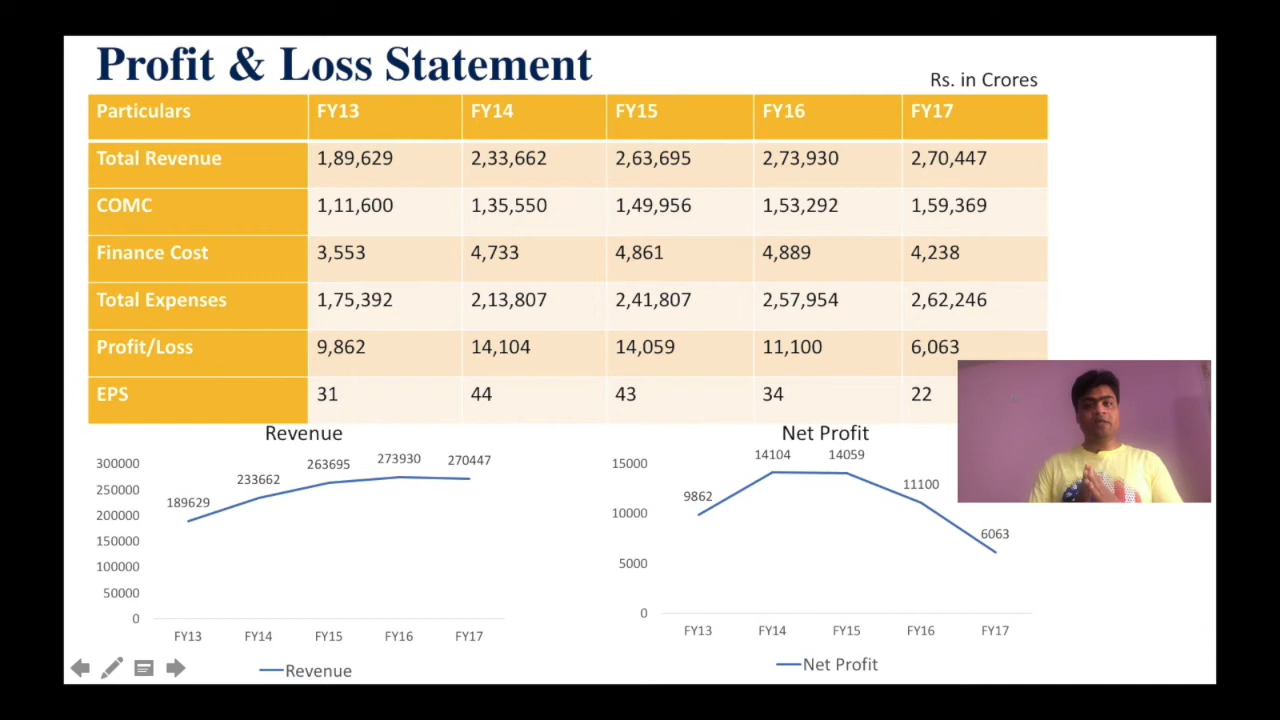 Profit & Loss Statement
Rs. in Crores
Particulars FY13 FY14 FY15 FY16 FY17
Total Revenue 1,89,629 2,33,662 2,63,695 2,73,930 2,70,447
COMC 1,11,600 1,35,550 1,49,956 1,53,292 1,59,369
Finance Cost 3,553 4,733 4,861 4,889 4,238
Total Expenses 1,75,392 2,13,807 2,41,807 2,57,954 2,62,246
Profit/Loss 9,862 14,104 14,059 11,100 6,063
EPS 31 44 43 34 22
Revenue
300000
250000
200000
150000
100000
50000
0
189629 233662 263695 273930 270447
FY13 FY14 FY15 FY16 FY17
Revenue
Net Profit
15000
10000
5000
0
9862 14104 14059 11100 6063
FY13 FY14 FY15 FY16 FY17
Net Profit